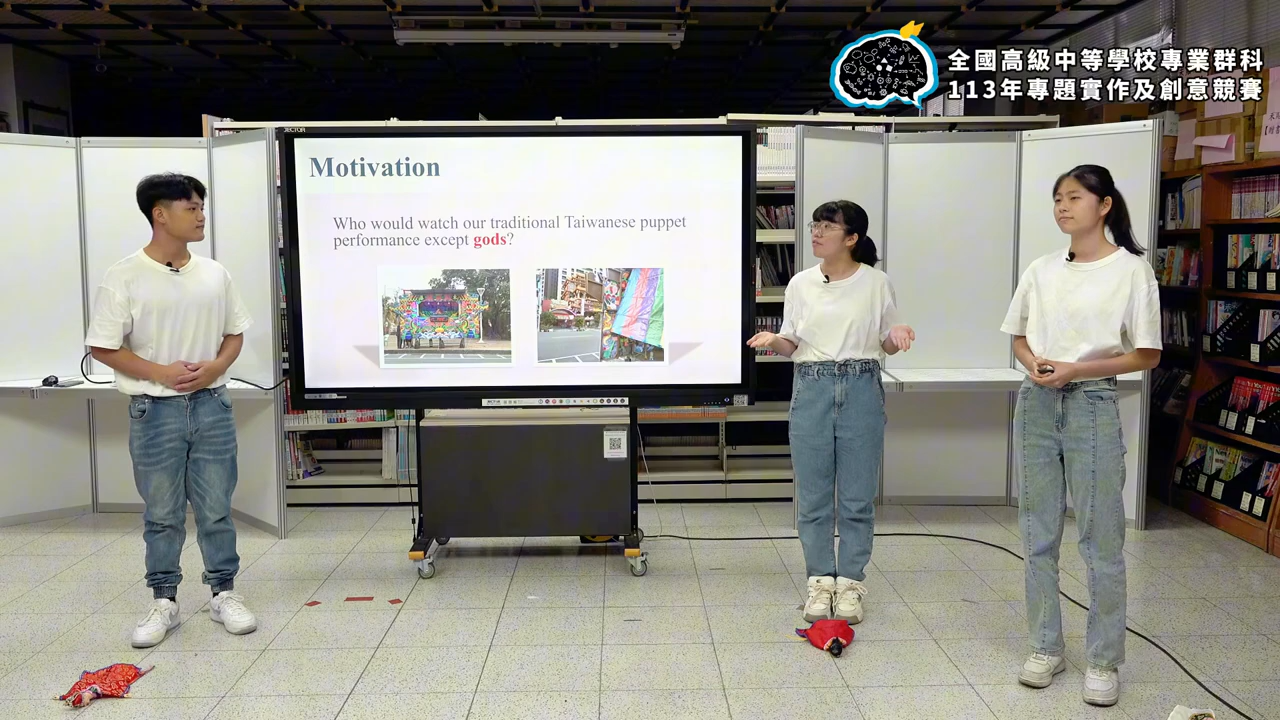 全國高級中等學校專業群科
113年專題實作及創意競賽
JECTOR
Motivation
Who would watch our traditional Taiwanese puppet
performance except gods?